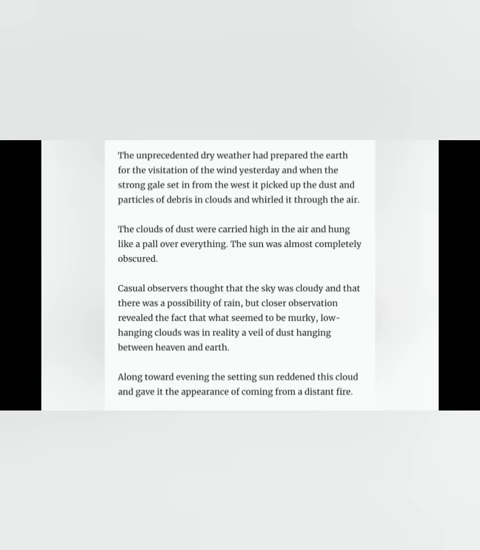 The unprecedented dry weather had prepared the earth
for the visitation of the wind yesterday and when the
strong gale set in from the west it picked up the dust and
particles of debris in clouds and whirled it through the air.
The clouds of dust were carried high in the air and hung
like a pall over everything. The sun was almost completely
obscured.
Casual observers thought that the sky was cloudy and that
there was a possibility of rain, but closer observation
revealed the fact that what seemed to be murky, low-
hanging clouds was in reality a veil of dust hanging
between heaven and earth.
Along toward evening the setting sun reddened this cloud
and gave it the appearance of coming from a distant fire.